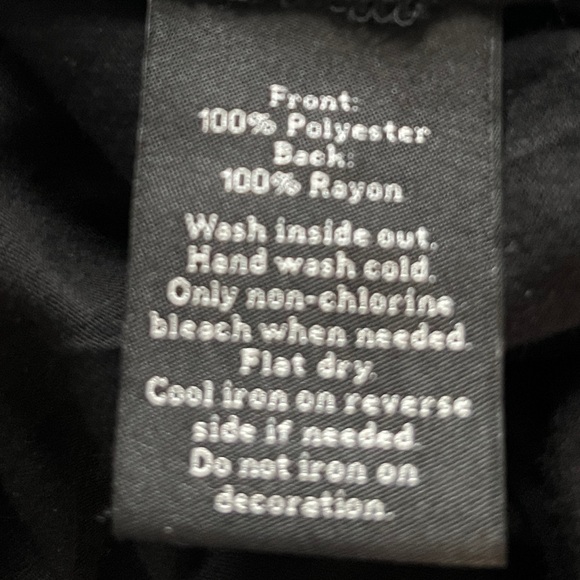 Front:
100% Polyester
Back:
100% Rayon
Wash inside out.
Hand wash cold.
Only non-chlorine
bleach when needed.
Flat dry.
Cool iron on reverse
side if needed.
Do not iron on
decoration.